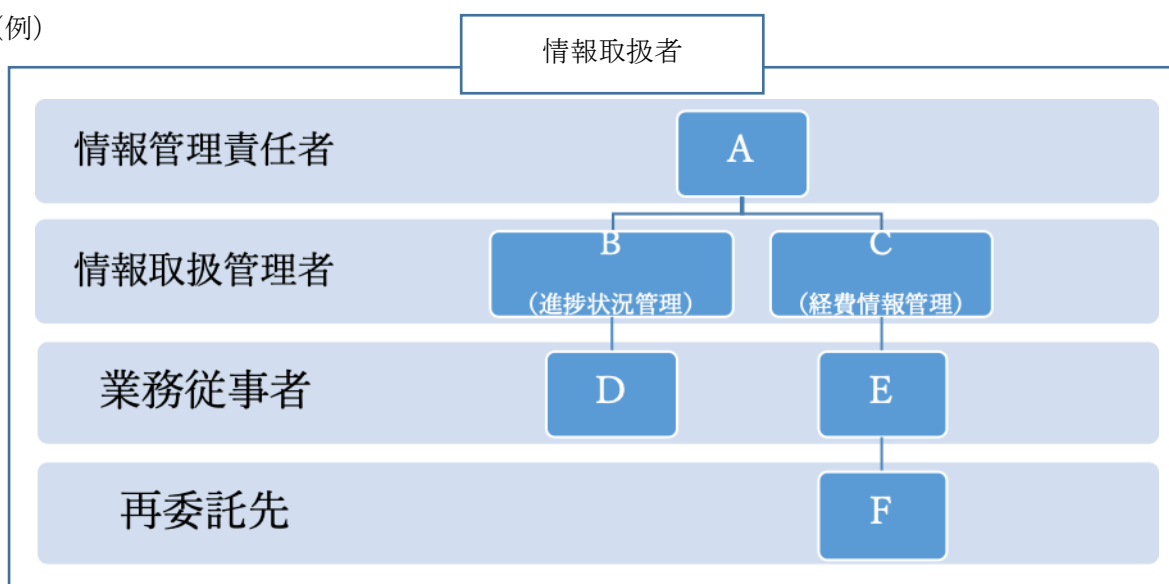 (例)
情報取扱者
情報管理責任者
A
情報取扱管理者
B
(進捗状況管理)
C
(経費情報管理)
業務従事者
D
E
再委託先
F